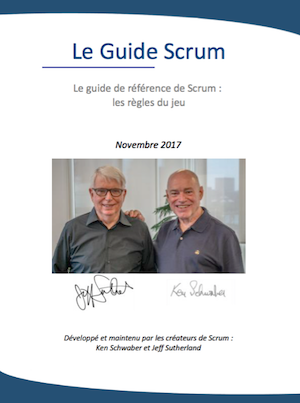 Le Guide Scrum
Le guide de référence de Scrum :
les règles du jeu
Novembre 2017
Jeff Sutherland
Ken Schwaber
Développé et maintenu par les créateurs de Scrum :
Ken Schwaber et Jeff Sutherland